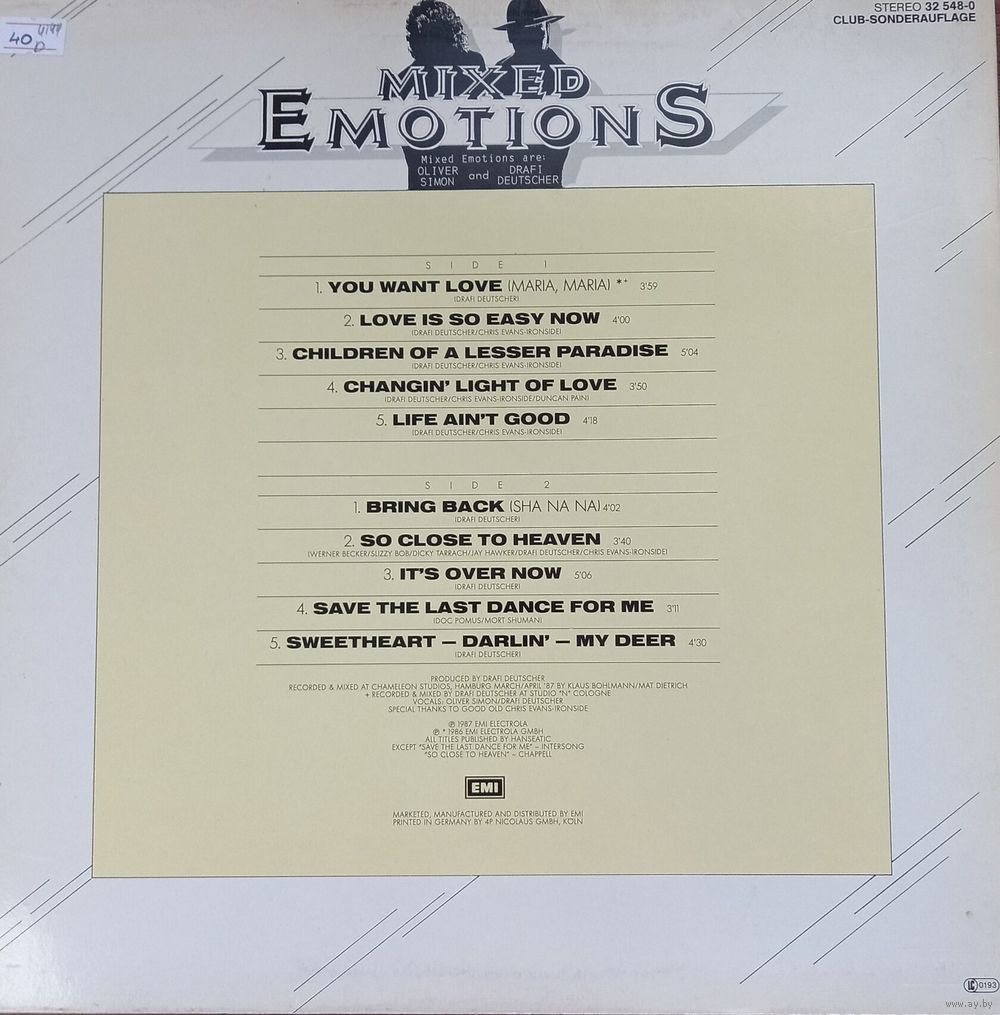 STEREO 32 548-0
CLUB-SONDERAUFLAGE
40
MIXED
EMOTIONS
Mixed Emotions are:
OLIVER SIMON and DRAFI DEUTSCHER
SIDE 1
1. YOU WANT LOVE (MARIA, MARIA) *+ 3'59
(DRAFI DEUTSCHER)
2. LOVE IS SO EASY NOW 4'00
(DRAFI DEUTSCHER/CHRIS EVANS-IRONSIDE)
3. CHILDREN OF A LESSER PARADISE 5'04
(DRAFI DEUTSCHER/CHRIS EVANS-IRONSIDE)
4. CHANGIN' LIGHT OF LOVE 3'50
(DRAFI DEUTSCHER/CHRIS EVANS-IRONSIDE/DUNCAN PAIN)
5. LIFE AIN'T GOOD 4'18
(DRAFI DEUTSCHER/CHRIS EVANS-IRONSIDE)
SIDE 2
1. BRING BACK (SHA NA NA) 4'02
(DRAFI DEUTSCHER)
2. SO CLOSE TO HEAVEN 3'40
(WERNER BECKER/SLIZZY BOB/DICKY TARRACH/JAY HAWKER/DRAFI DEUTSCHER/CHRIS EVANS-IRONSIDE)
3. IT'S OVER NOW 5'06
(DRAFI DEUTSCHER)
4. SAVE THE LAST DANCE FOR ME 3'11
(DOC POMUS/MORT SHUMAN)
5. SWEETHEART – DARLIN' – MY DEER 4'30
(DRAFI DEUTSCHER)
PRODUCED BY DRAFI DEUTSCHER
RECORDED & MIXED AT CHAMELEON STUDIOS, HAMBURG MARCH/APRIL '87 BY KLAUS BOHLMANN/MAT DIETRICH
+ RECORDED & MIXED BY DRAFI DEUTSCHER AT STUDIO "N" COLOGNE
VOCALS: OLIVER SIMON/DRAFI DEUTSCHER
SPECIAL THANKS TO GOOD OLD CHRIS EVANS-IRONSIDE
℗ 1987 EMI ELECTROLA
℗ * 1986 EMI ELECTROLA GMBH
ALL TITLES PUBLISHED BY HANSEATIC
EXCEPT "SAVE THE LAST DANCE FOR ME" – INTERSONG
"SO CLOSE TO HEAVEN" – CHAPPELL
EMI
MARKETED, MANUFACTURED AND DISTRIBUTED BY EMI
PRINTED IN GERMANY BY 4P NICOLAUS GMBH, KÖLN
LC 0193
www.ay.by